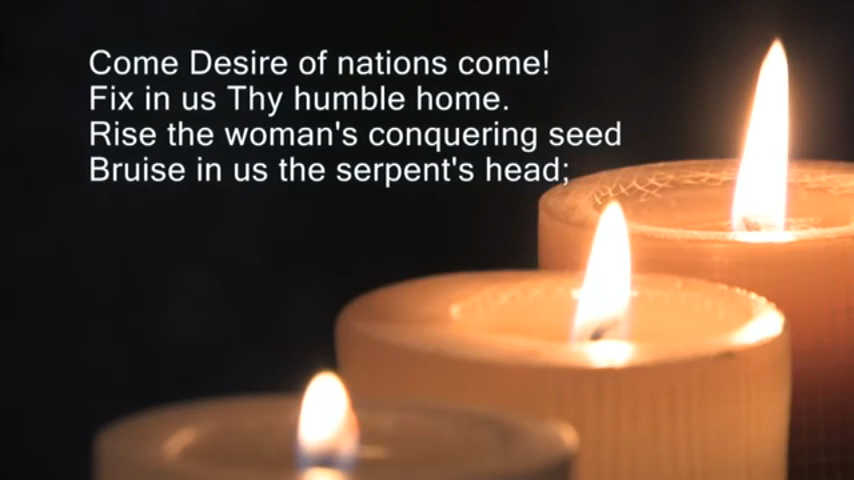 Come Desire of nations come!
Fix in us Thy humble home.
Rise the woman's conquering seed
Bruise in us the serpent's head;